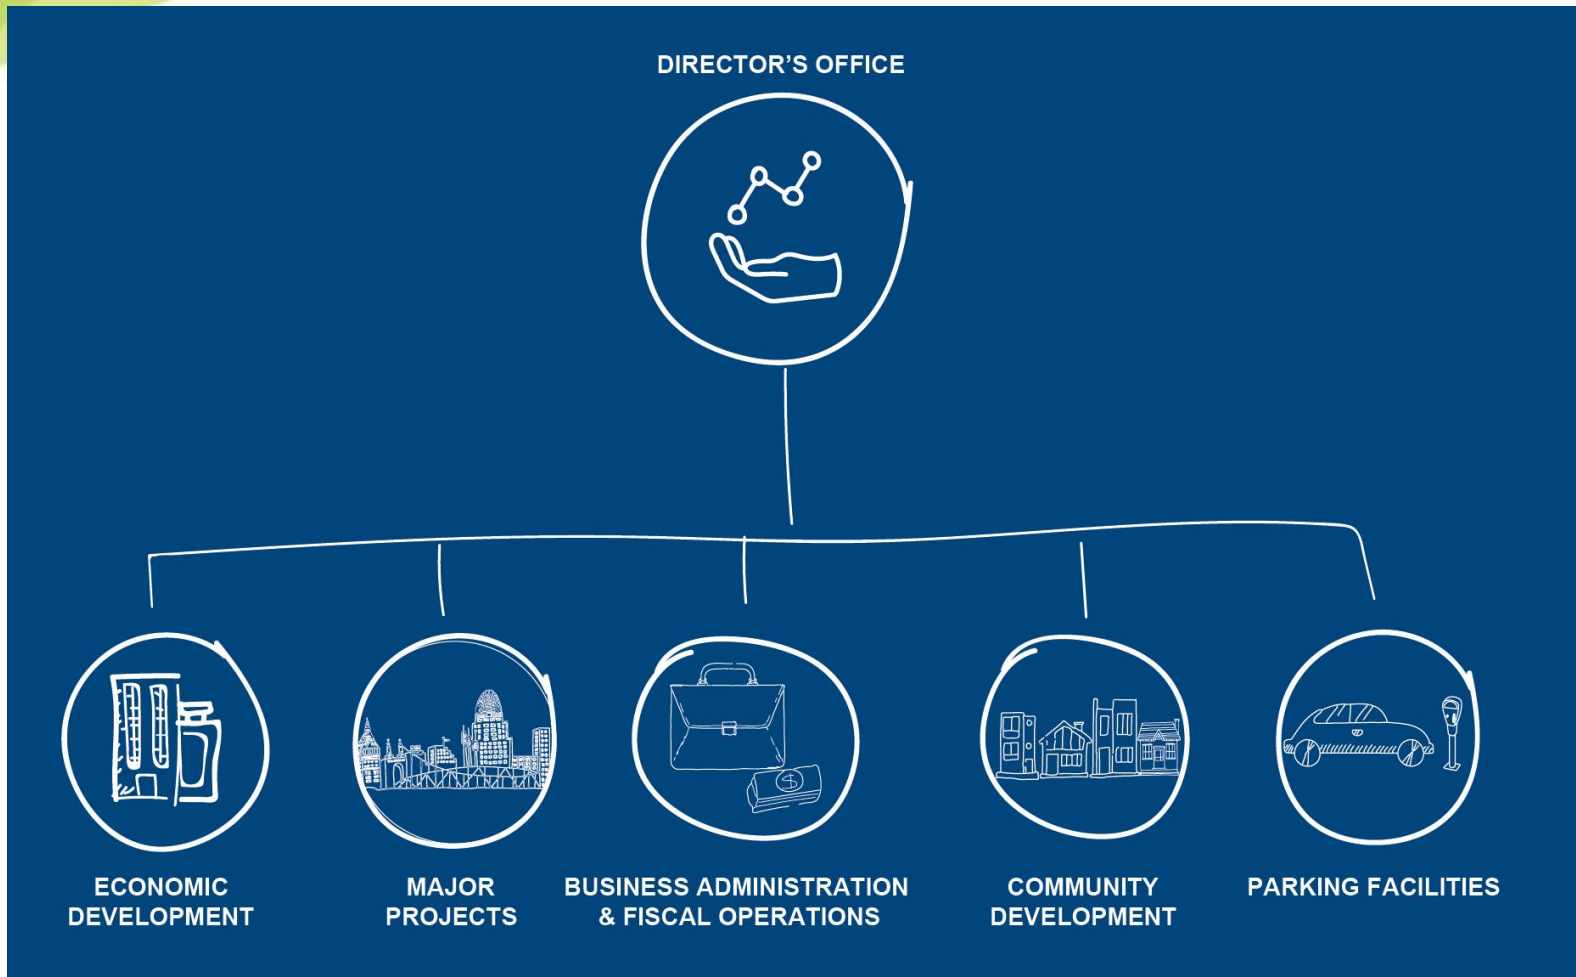 DIRECTOR’S OFFICE
ECONOMIC
DEVELOPMENT
MAJOR
PROJECTS
BUSINESS ADMINISTRATION
& FISCAL OPERATIONS
COMMUNITY
DEVELOPMENT
PARKING FACILITIES